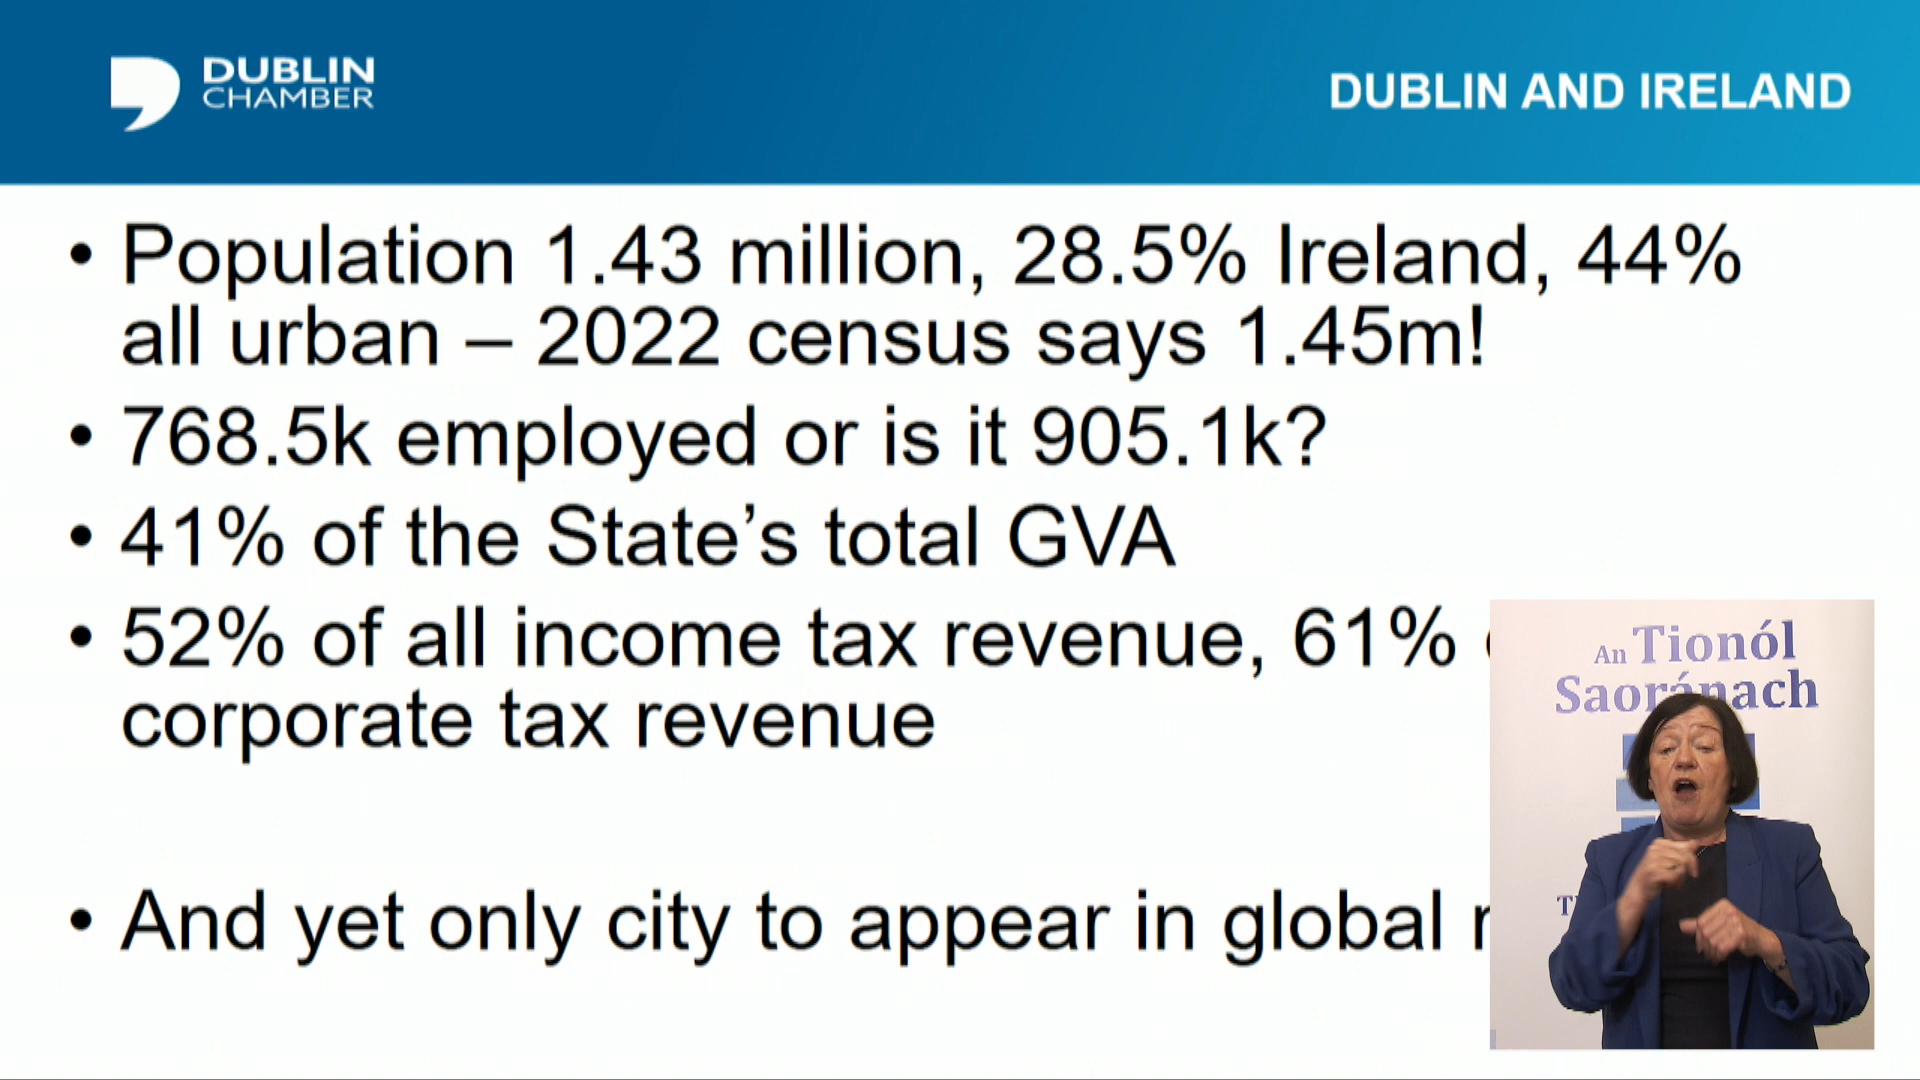 DUBLIN
CHAMBER
DUBLIN AND IRELAND
• Population 1.43 million, 28.5% Ireland, 44%
all urban – 2022 census says 1.45m!
• 768.5k employed or is it 905.1k?
• 41% of the State’s total GVA
• 52% of all income tax revenue, 61%
corporate tax revenue
• And yet only city to appear in global
An Tionól
Saoránach